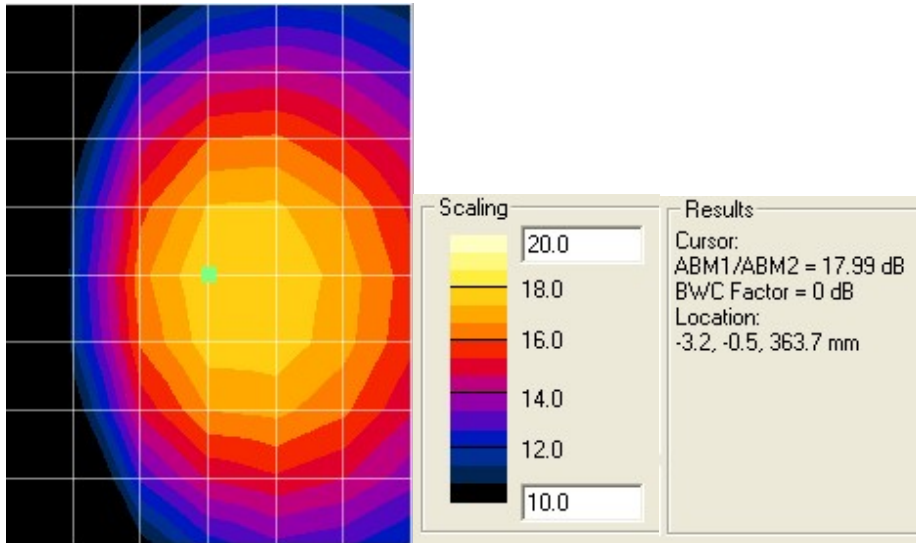 Scaling
20.0
18.0
16.0
14.0
12.0
10.0
Results
Cursor:
ABM1/ABM2 = 17.99 dB
BWC Factor = 0 dB
Location:
-3.2, -0.5, 363.7 mm